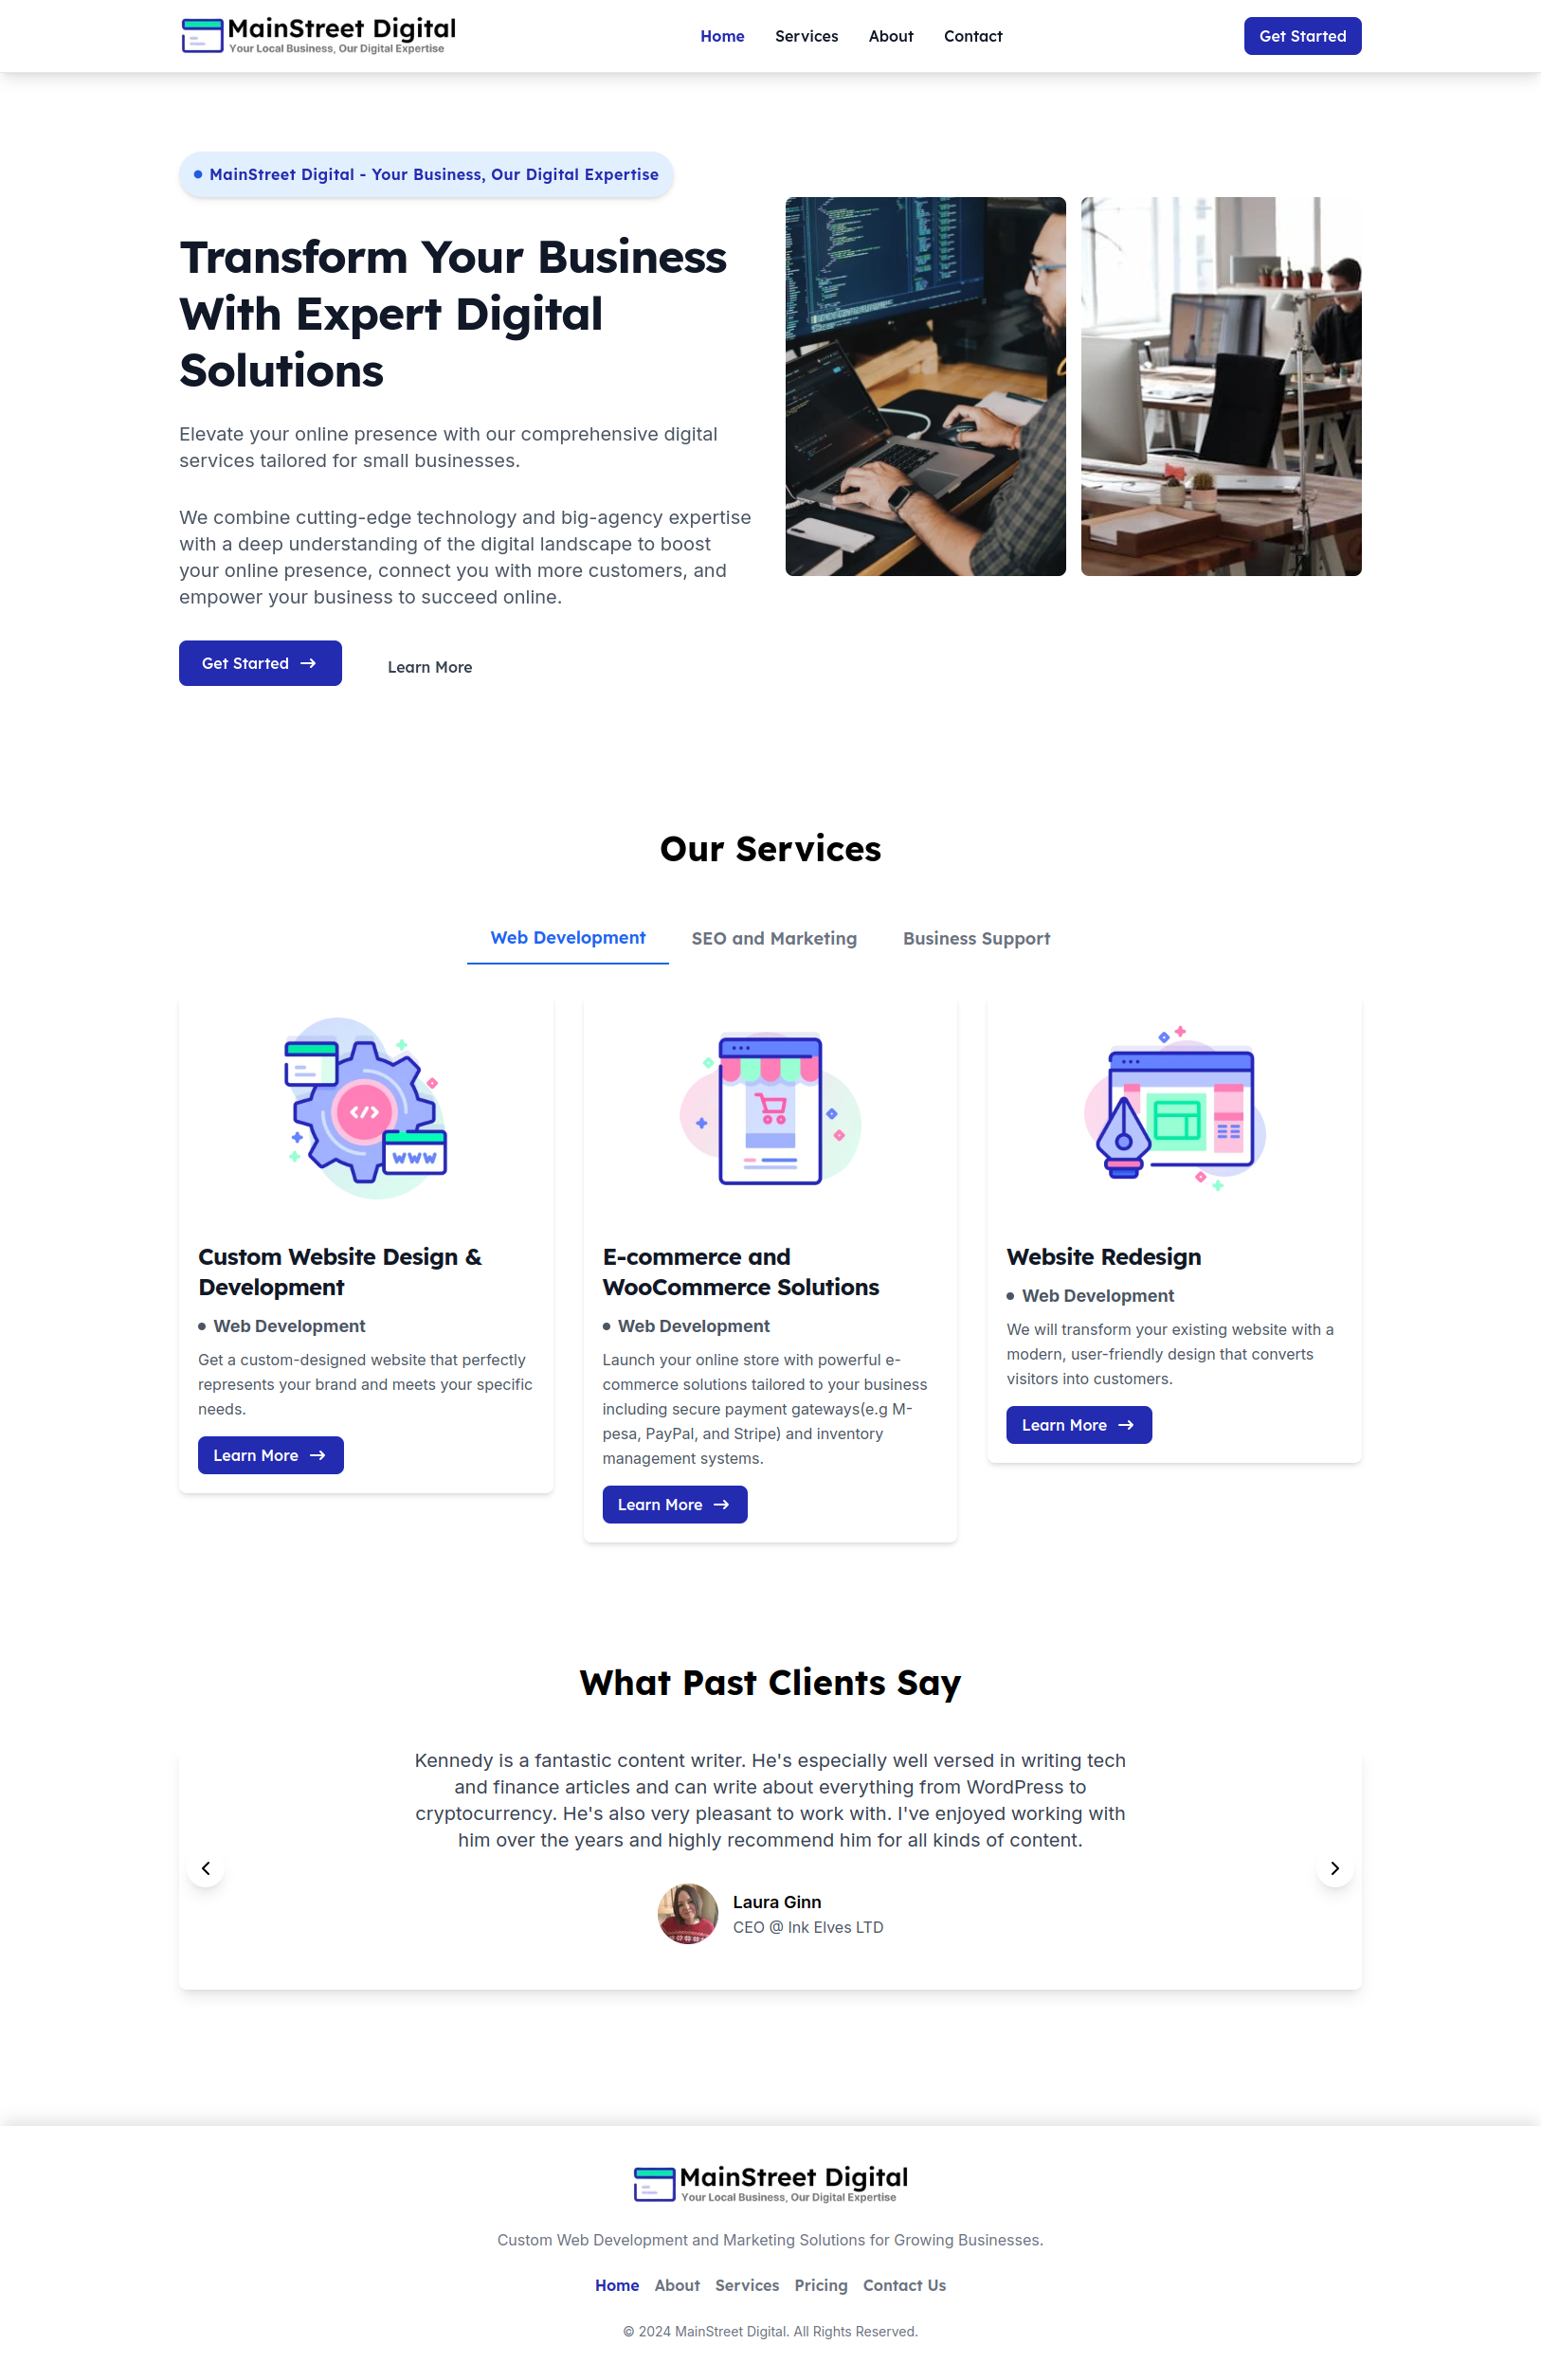 MainStreet Digital
Your Local Business, Our Digital Expertise
Home Services About Contact
Get Started
MainStreet Digital - Your Business, Our Digital Expertise
Transform Your Business
With Expert Digital
Solutions
Elevate your online presence with our comprehensive digital
services tailored for small businesses.
We combine cutting-edge technology and big-agency expertise
with a deep understanding of the digital landscape to boost
your online presence, connect you with more customers, and
empower your business to succeed online.
Get Started
Learn More
Our Services
Web Development
SEO and Marketing
Business Support
</>
WWW
Custom Website Design &
Development
Web Development
Get a custom-designed website that perfectly
represents your brand and meets your specific
needs.
Learn More
E-commerce and
WooCommerce Solutions
Web Development
Launch your online store with powerful e-
commerce solutions tailored to your business
including secure payment gateways(e.g M-
pesa, PayPal, and Stripe) and inventory
management systems.
Learn More
Website Redesign
Web Development
We will transform your existing website with a
modern, user-friendly design that converts
visitors into customers.
Learn More
What Past Clients Say
Kennedy is a fantastic content writer. He's especially well versed in writing tech
and finance articles and can write about everything from WordPress to
cryptocurrency. He's also very pleasant to work with. I've enjoyed working with
him over the years and highly recommend him for all kinds of content.
Laura Ginn
CEO @ Ink Elves LTD
MainStreet Digital
Your Local Business, Our Digital Expertise
Custom Web Development and Marketing Solutions for Growing Businesses.
Home About Services Pricing Contact Us
© 2024 MainStreet Digital. All Rights Reserved.